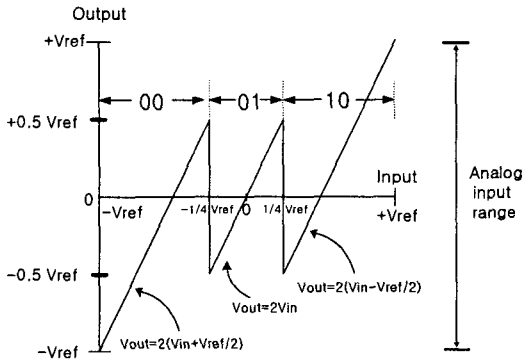 Output
+Vref
00
01
10
+0.5 Vref
Input
0
-Vref
-1/4 Vref
0
1/4 Vref
+Vref
Analog
input
range
-0.5 Vref
Vout=2Vin
Vout=2(Vin-Vref/2)
Vout=2(Vin+Vref/2)
-Vref